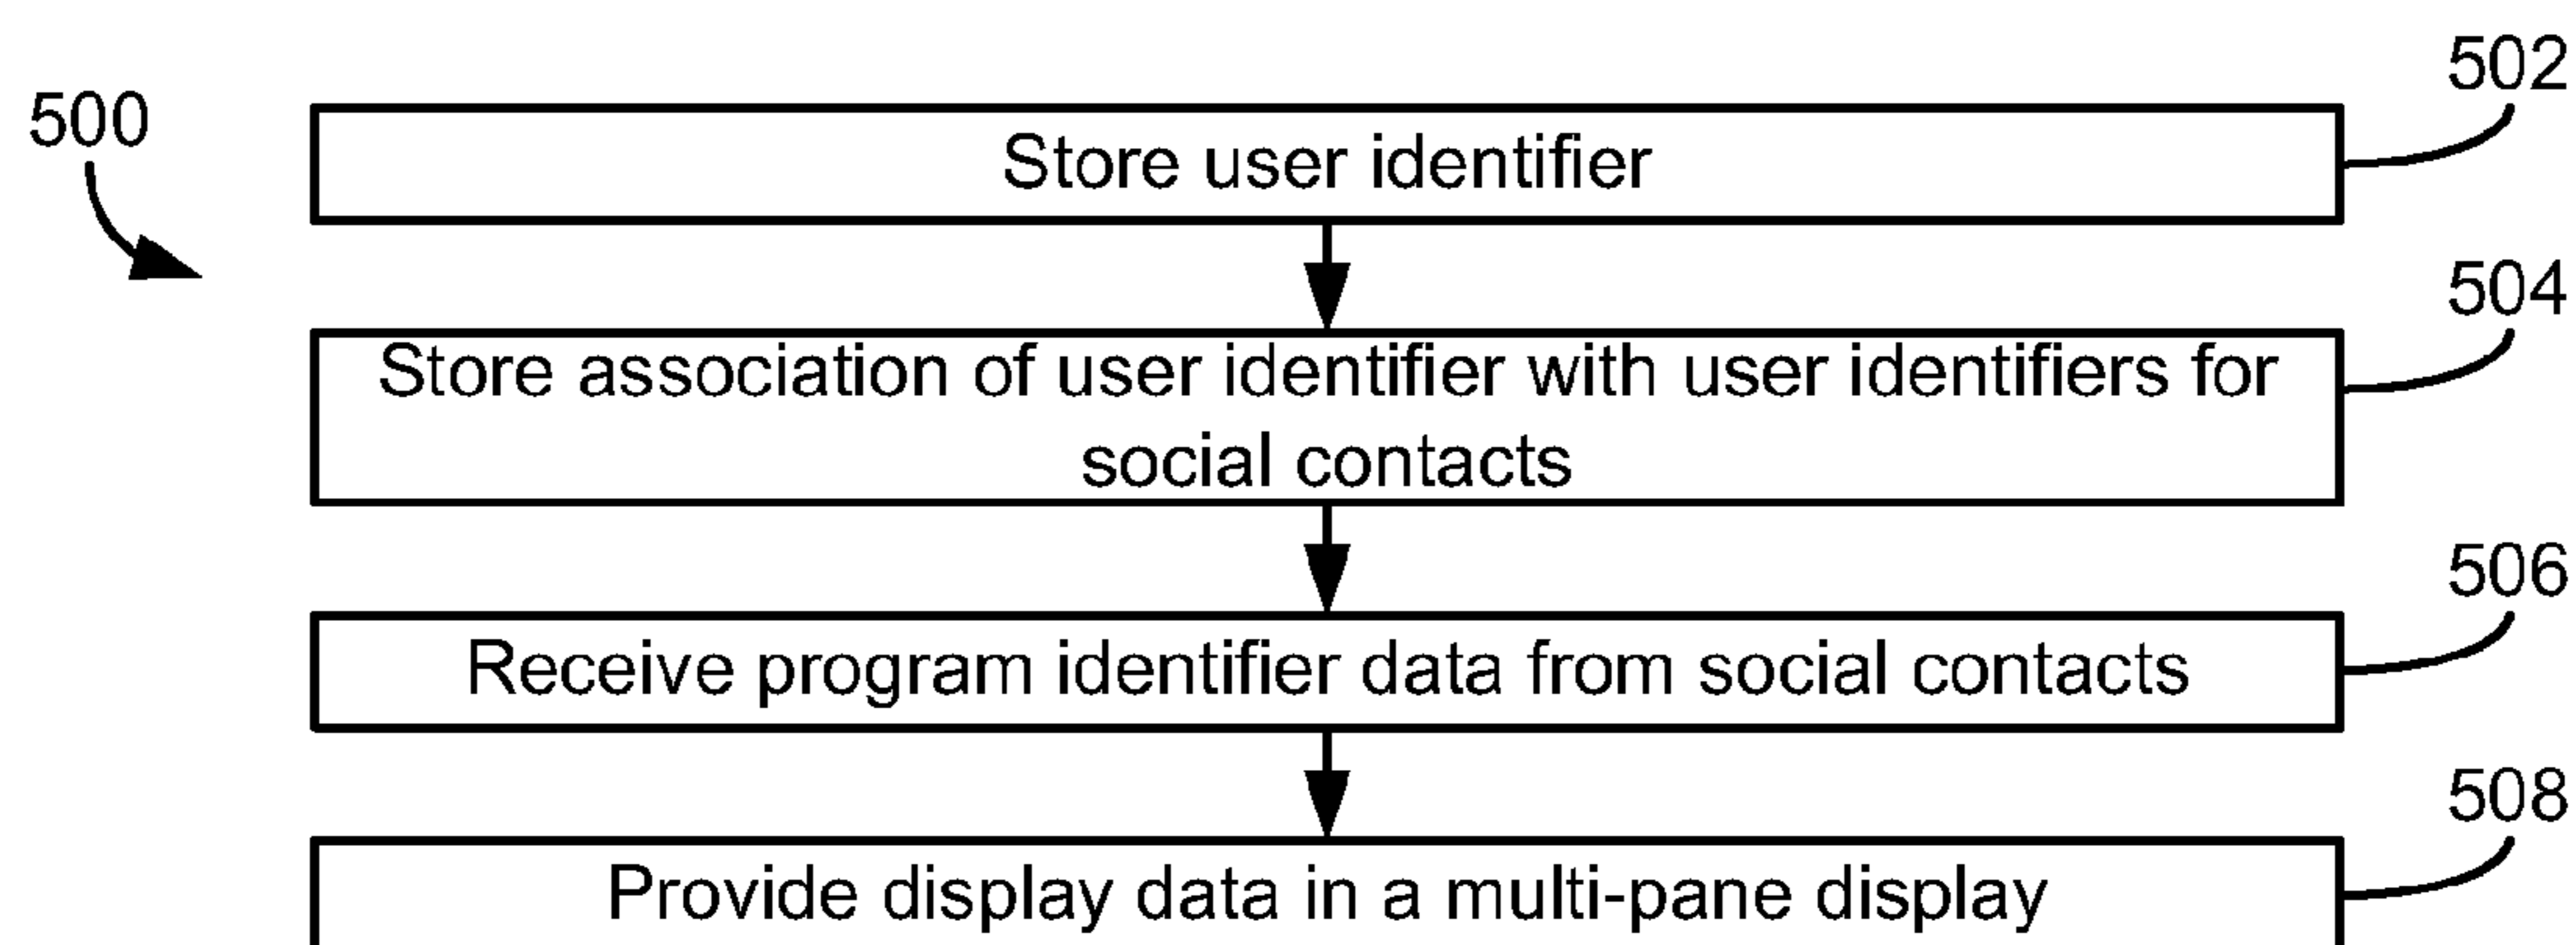 502
500
Store user identifier
504
Store association of user identifier with user identifiers for
social contacts
506
Receive program identifier data from social contacts
508
Provide display data in a multi-pane display